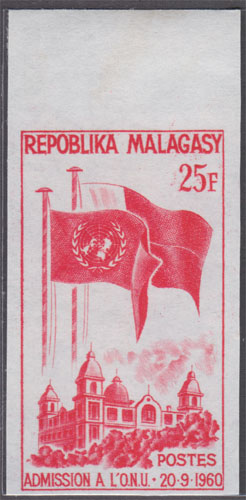 REPOBLIKA MALAGASY
25F
POSTES
ADMISSION A L'O.N.U. · 20-9-1960